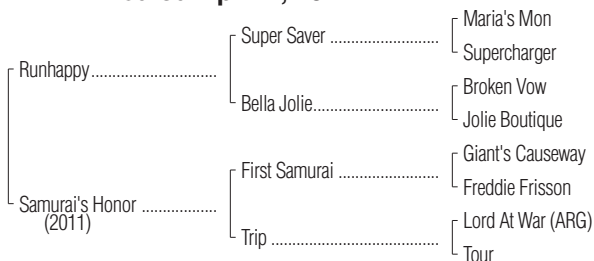 Maria's Mon
Super Saver ................................
Supercharger
Runhappy.....................................
Broken Vow
Bella Jolie.....................................
Jolie Boutique
Giant's Causeway
First Samurai ..............................
Freddie Frisson
Samurai's Honor ......................
(2011)
Lord At War (ARG)
Trip ................................................
Tour